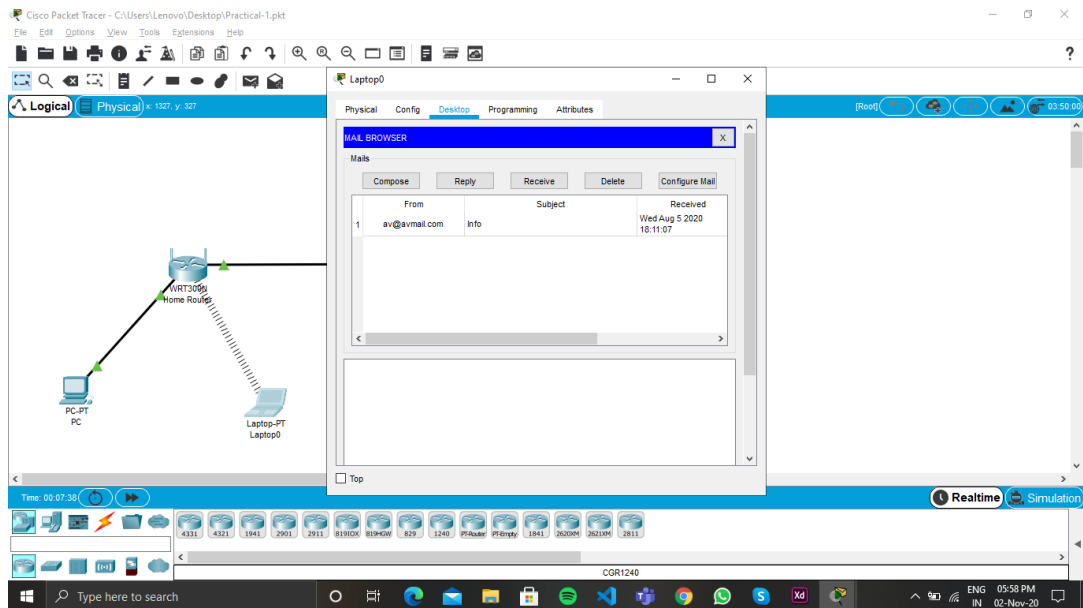 Cisco Packet Tracer - C:\Users\Lenovo\Desktop\Practical-1.pkt
File Edit Options View Tools Extensions Help
?
Logical Physical x: 1327, y: 327 [Root] 03:50:00
Laptop0
Physical Config Desktop Programming Attributes
MAIL BROWSER X
Mails
Compose Reply Receive Delete Configure Mail
From Subject Received
1 av@avmail.com Info Wed Aug 5 2020
18:11:07
WRT300N
Home Router
PC-PT
PC
Laptop-PT
Laptop0
Top
Time: 00:07:38 Realtime Simulation
4331 4321 1941 2901 2911 819IOX 819HGW 829 1240 PT-Router PT-Empty 1841 2620XM 2621XM 2811
CGR1240
Type here to search
Xd
ENG 05:58 PM
IN 02-Nov-20